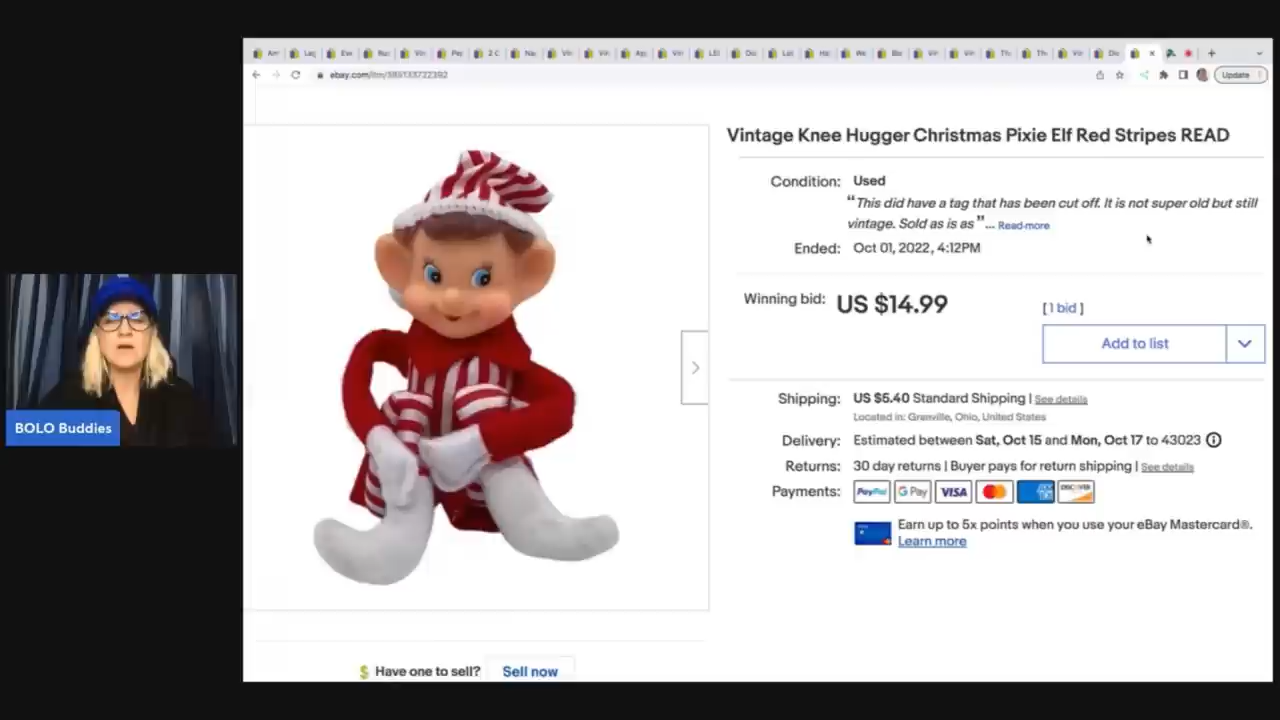 ebay.com/itm/385133722392
Update
Vintage Knee Hugger Christmas Pixie Elf Red Stripes READ
Condition: Used
“This did have a tag that has been cut off. It is not super old but still
vintage. Sold as is as”... Read more
Ended: Oct 01, 2022, 4:12PM
Winning bid: US $14.99 [ 1 bid ]
Add to list
Shipping: US $5.40 Standard Shipping | See details
Located in: Granville, Ohio, United States
Delivery: Estimated between Sat, Oct 15 and Mon, Oct 17 to 43023
Returns: 30 day returns | Buyer pays for return shipping | See details
Payments: PayPal G Pay VISA DISCOVER
Earn up to 5x points when you use your eBay Mastercard®.
Learn more
BOLO Buddies
$ Have one to sell? Sell now